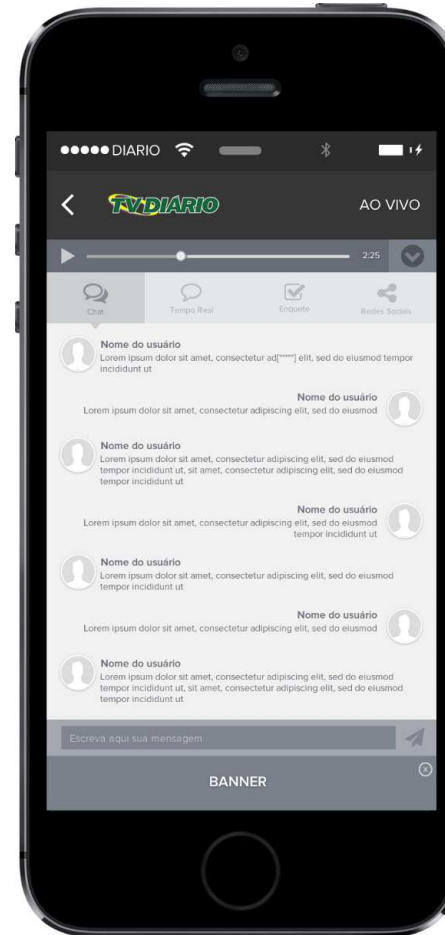 DIARIO
TV DIÁRIO
AO VIVO
2:25
Chat
Tempo Real
Enquete
Redes Sociais
Nome do usuário
Lorem ipsum dolor sit amet, consectetur ad[*****] elit, sed do eiusmod tempor
incididunt ut
Nome do usuário
Lorem ipsum dolor sit amet, consectetur adipiscing elit, sed do eiusmod
Nome do usuário
Lorem ipsum dolor sit amet, consectetur adipiscing elit, sed do eiusmod
tempor incididunt ut, sit amet, consectetur adipiscing elit, sed do eiusmod
tempor incididunt ut
Nome do usuário
Lorem ipsum dolor sit amet, consectetur adipiscing elit, sed do eiusmod
tempor incididunt ut
Nome do usuário
Lorem ipsum dolor sit amet, consectetur adipiscing elit, sed do eiusmod
tempor incididunt ut
Nome do usuário
Lorem ipsum dolor sit amet, consectetur adipiscing elit, sed do eiusmod
Nome do usuário
Lorem ipsum dolor sit amet, consectetur adipiscing elit, sed do eiusmod
tempor incididunt ut, sit amet, consectetur adipiscing elit, sed do eiusmod
tempor incididunt ut
Escreva aqui sua mensagem
BANNER